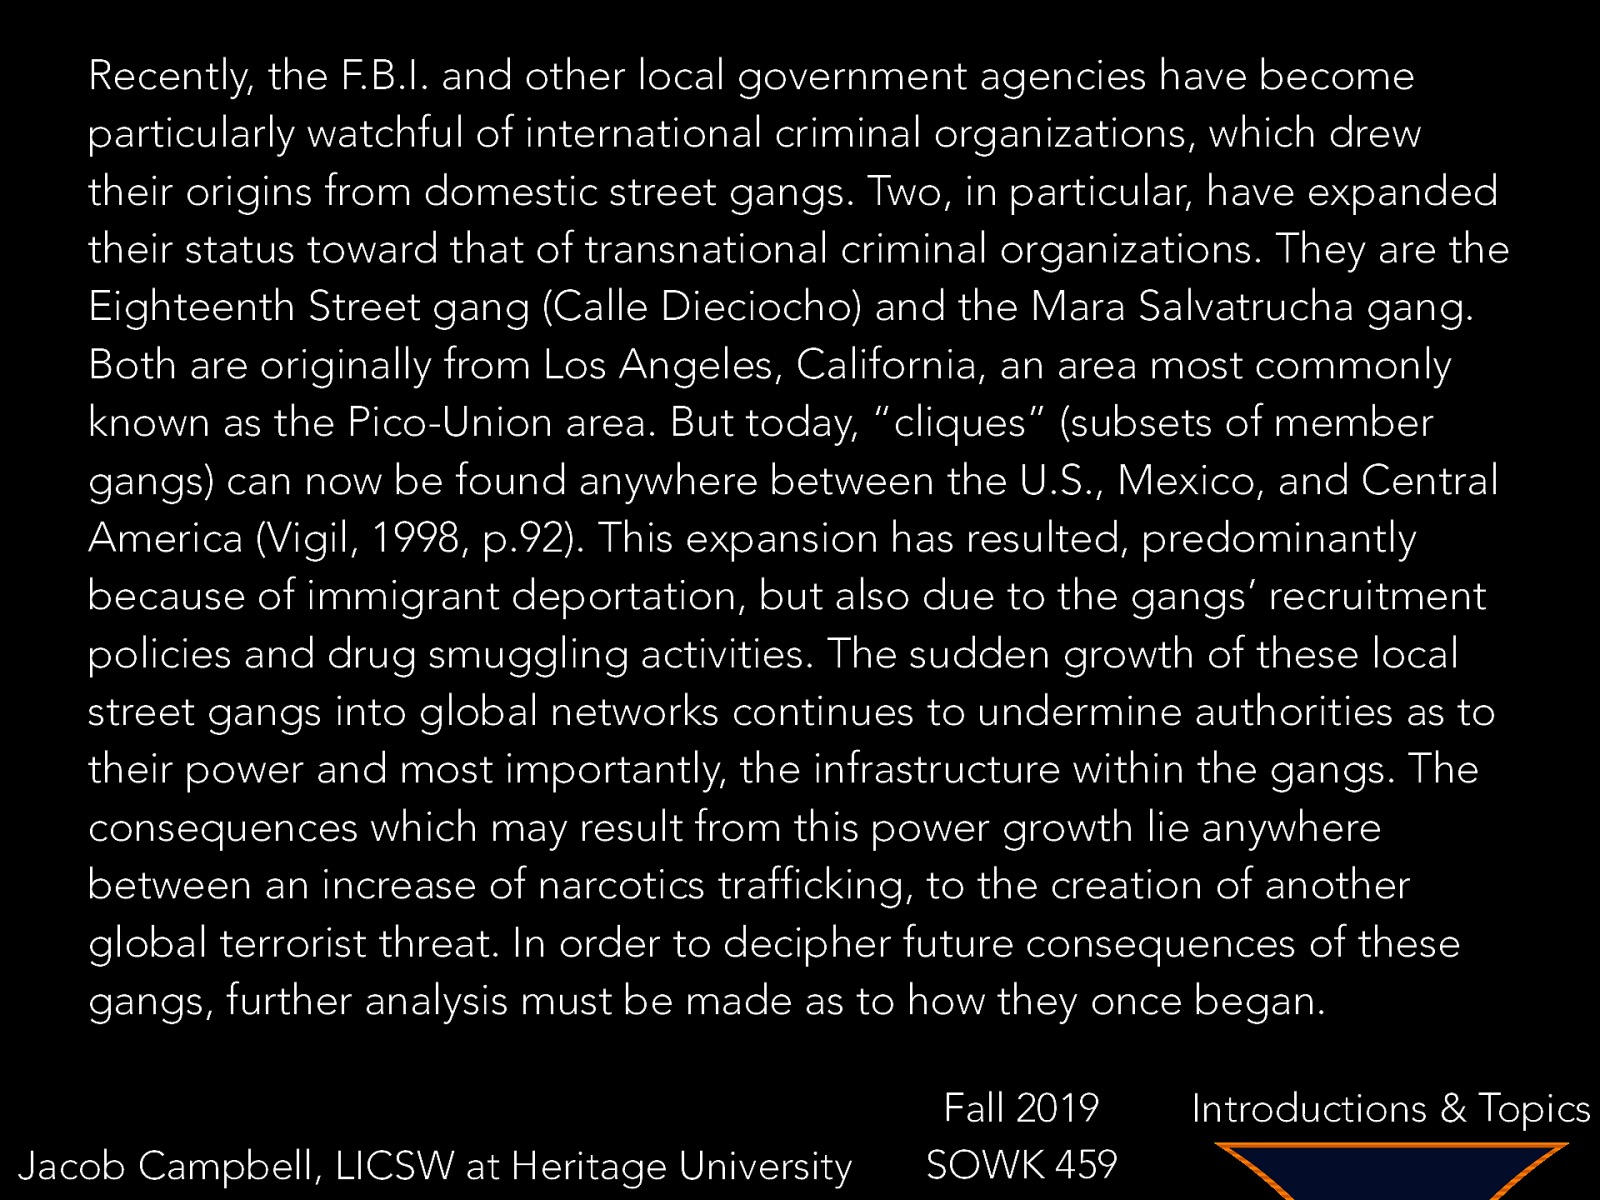 Recently, the F.B.I. and other local government agencies have become
particularly watchful of international criminal organizations, which drew
their origins from domestic street gangs. Two, in particular, have expanded
their status toward that of transnational criminal organizations. They are the
Eighteenth Street gang (Calle Dieciocho) and the Mara Salvatrucha gang.
Both are originally from Los Angeles, California, an area most commonly
known as the Pico-Union area. But today, “cliques” (subsets of member
gangs) can now be found anywhere between the U.S., Mexico, and Central
America (Vigil, 1998, p.92). This expansion has resulted, predominantly
because of immigrant deportation, but also due to the gangs’ recruitment
policies and drug smuggling activities. The sudden growth of these local
street gangs into global networks continues to undermine authorities as to
their power and most importantly, the infrastructure within the gangs. The
consequences which may result from this power growth lie anywhere
between an increase of narcotics trafficking, to the creation of another
global terrorist threat. In order to decipher future consequences of these
gangs, further analysis must be made as to how they once began.
Fall 2019
Introductions & Topics
Jacob Campbell, LICSW at Heritage University
SOWK 459